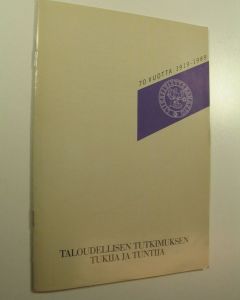 70 VUOTTA 1919-1989
TALOUDELLISEN TUTKIMUKSEN
TUKIJA JA TUNTIJA